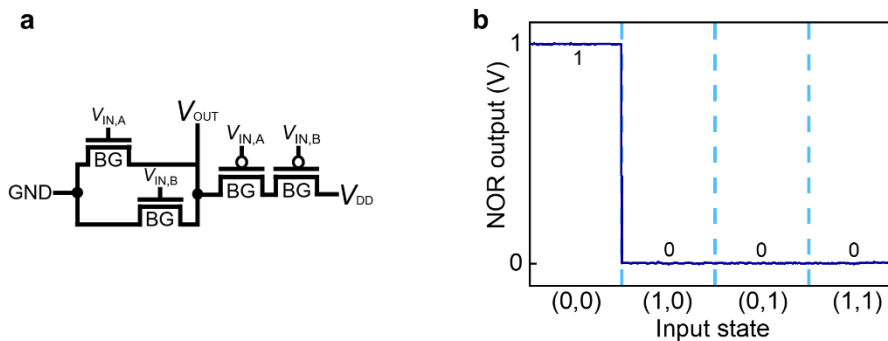 a
V_IN,A
V_OUT
V_IN,A V_IN,B
BG
GND
V_IN,B
BG BG
BG
V_DD
b
NOR output (V)
1
1
0
0 0 0
(0,0) (1,0) (0,1) (1,1)
Input state